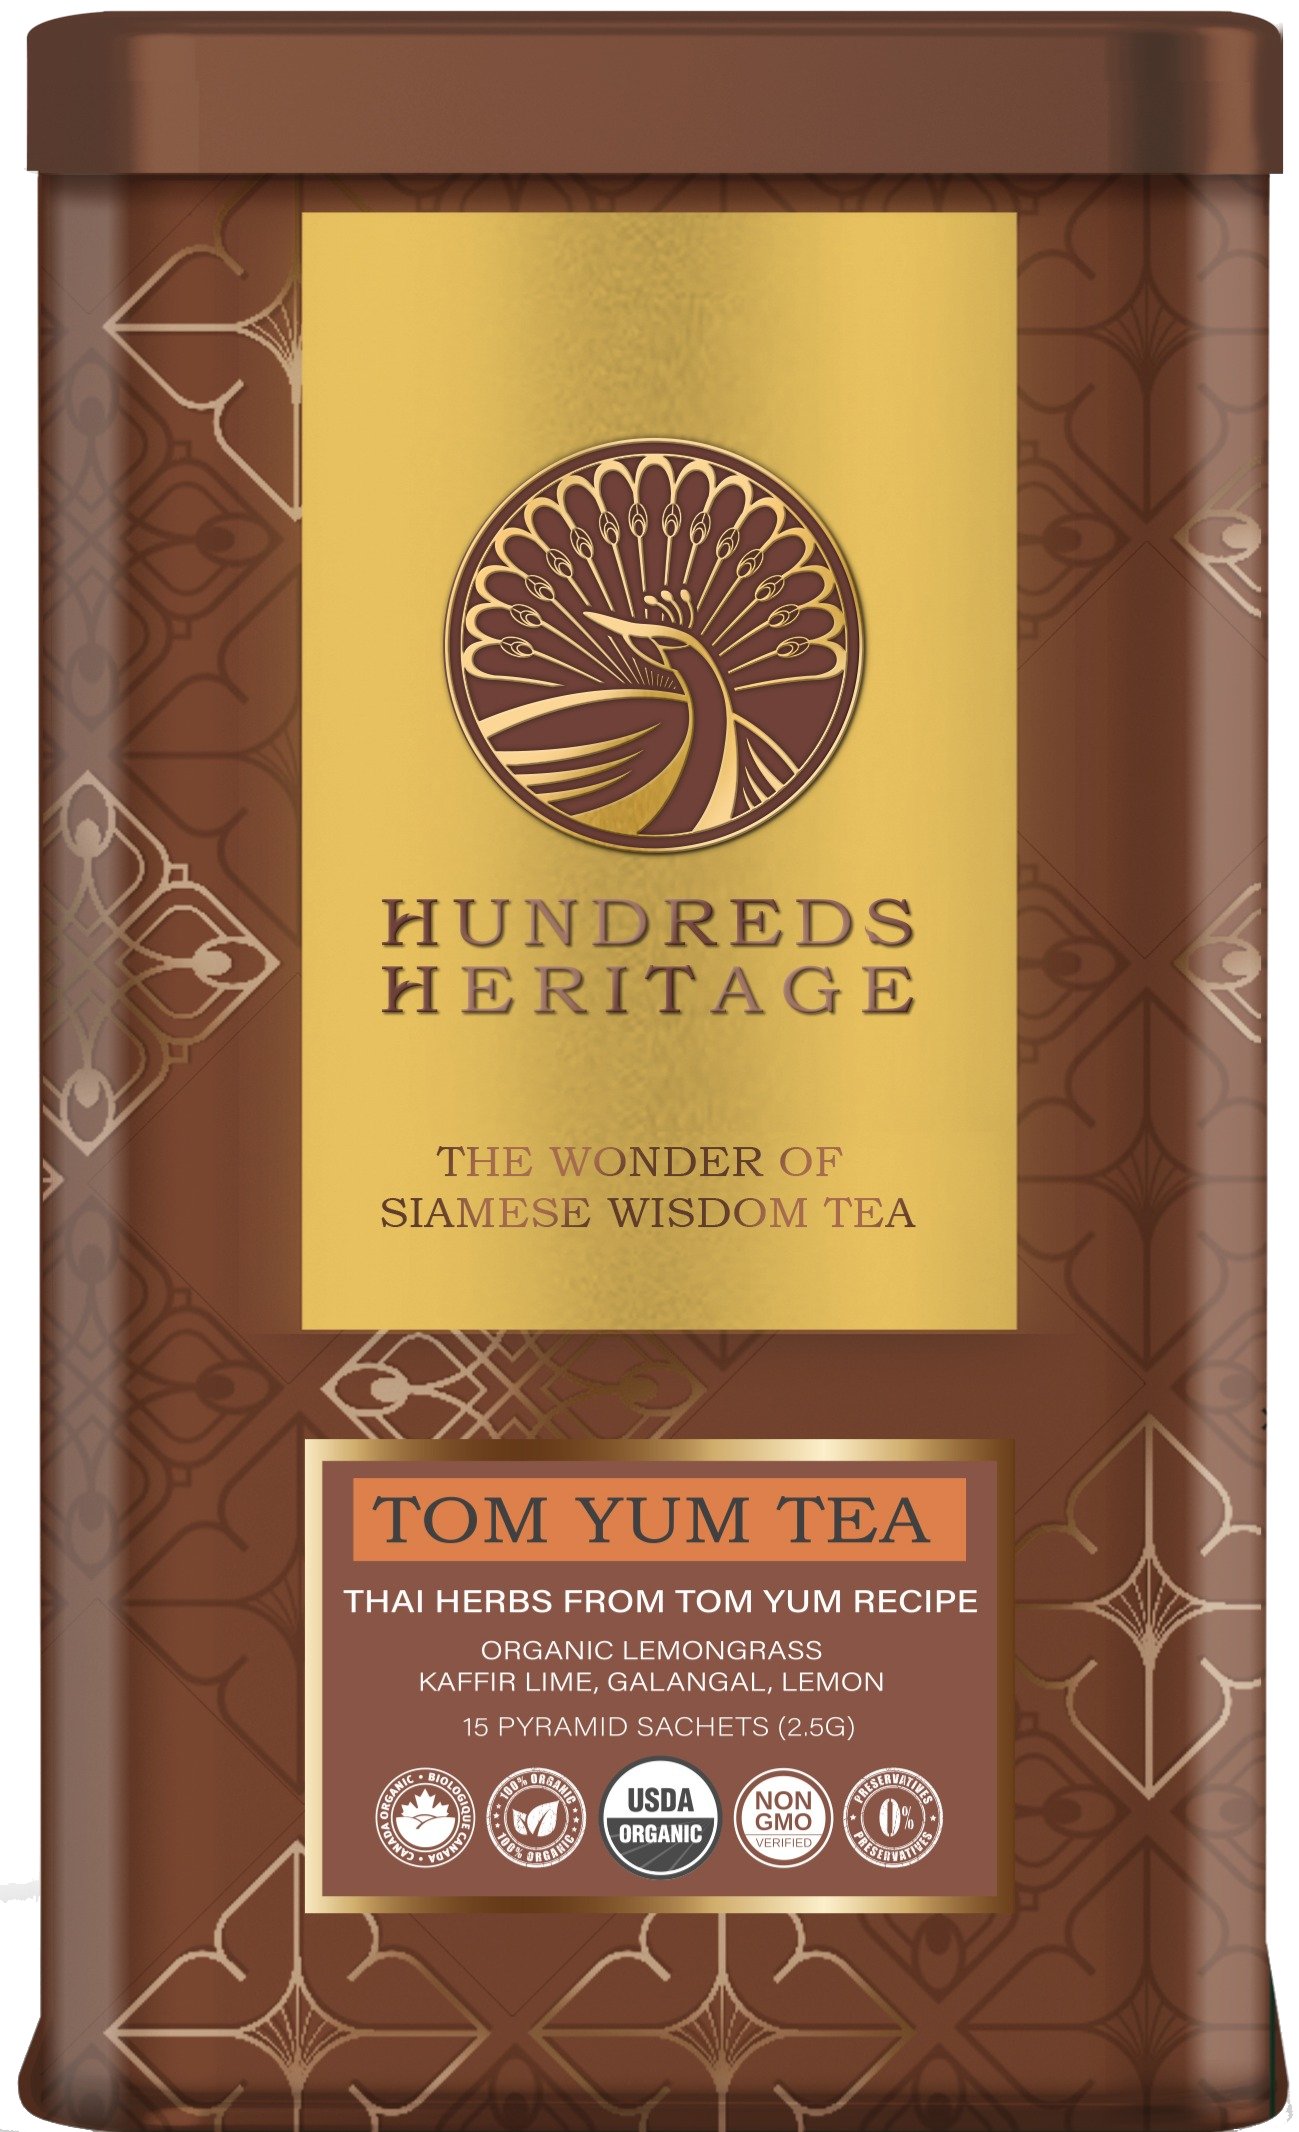 HUNDREDS
HERITAGE
THE WONDER OF
SIAMESE WISDOM TEA
TOM YUM TEA
THAI HERBS FROM TOM YUM RECIPE
ORGANIC LEMONGRASS
KAFFIR LIME, GALANGAL, LEMON
15 PYRAMID SACHETS (2.5G)
CANADA ORGANIC • BIOLOGIQUE CANADA •
100% ORGANIC
100% ORGANIC
USDA
ORGANIC
NON
GMO
VERIFIED
PRESERVATIVES
0%
PRESERVATIVES